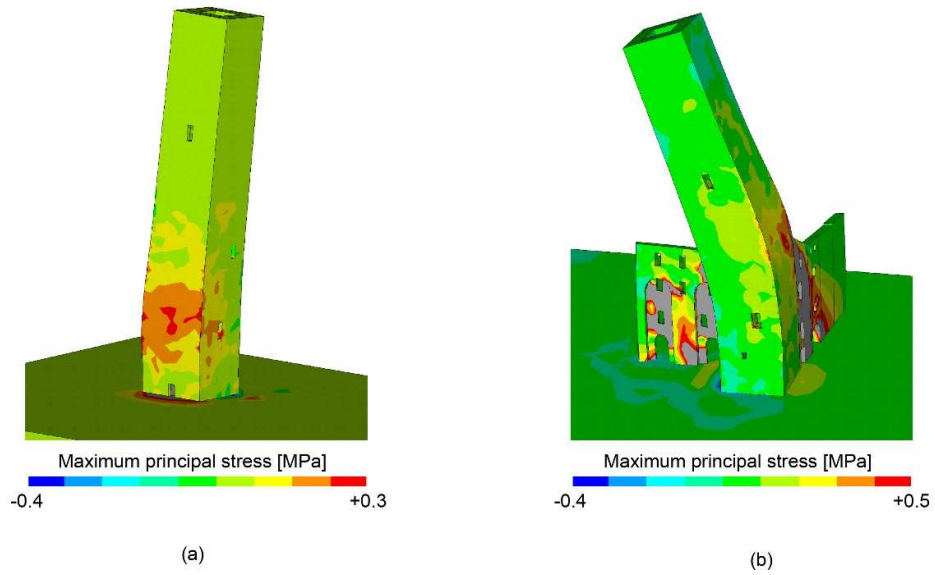 Maximum principal stress [MPa]
-0.4 +0.3
(a)
Maximum principal stress [MPa]
-0.4 +0.5
(b)